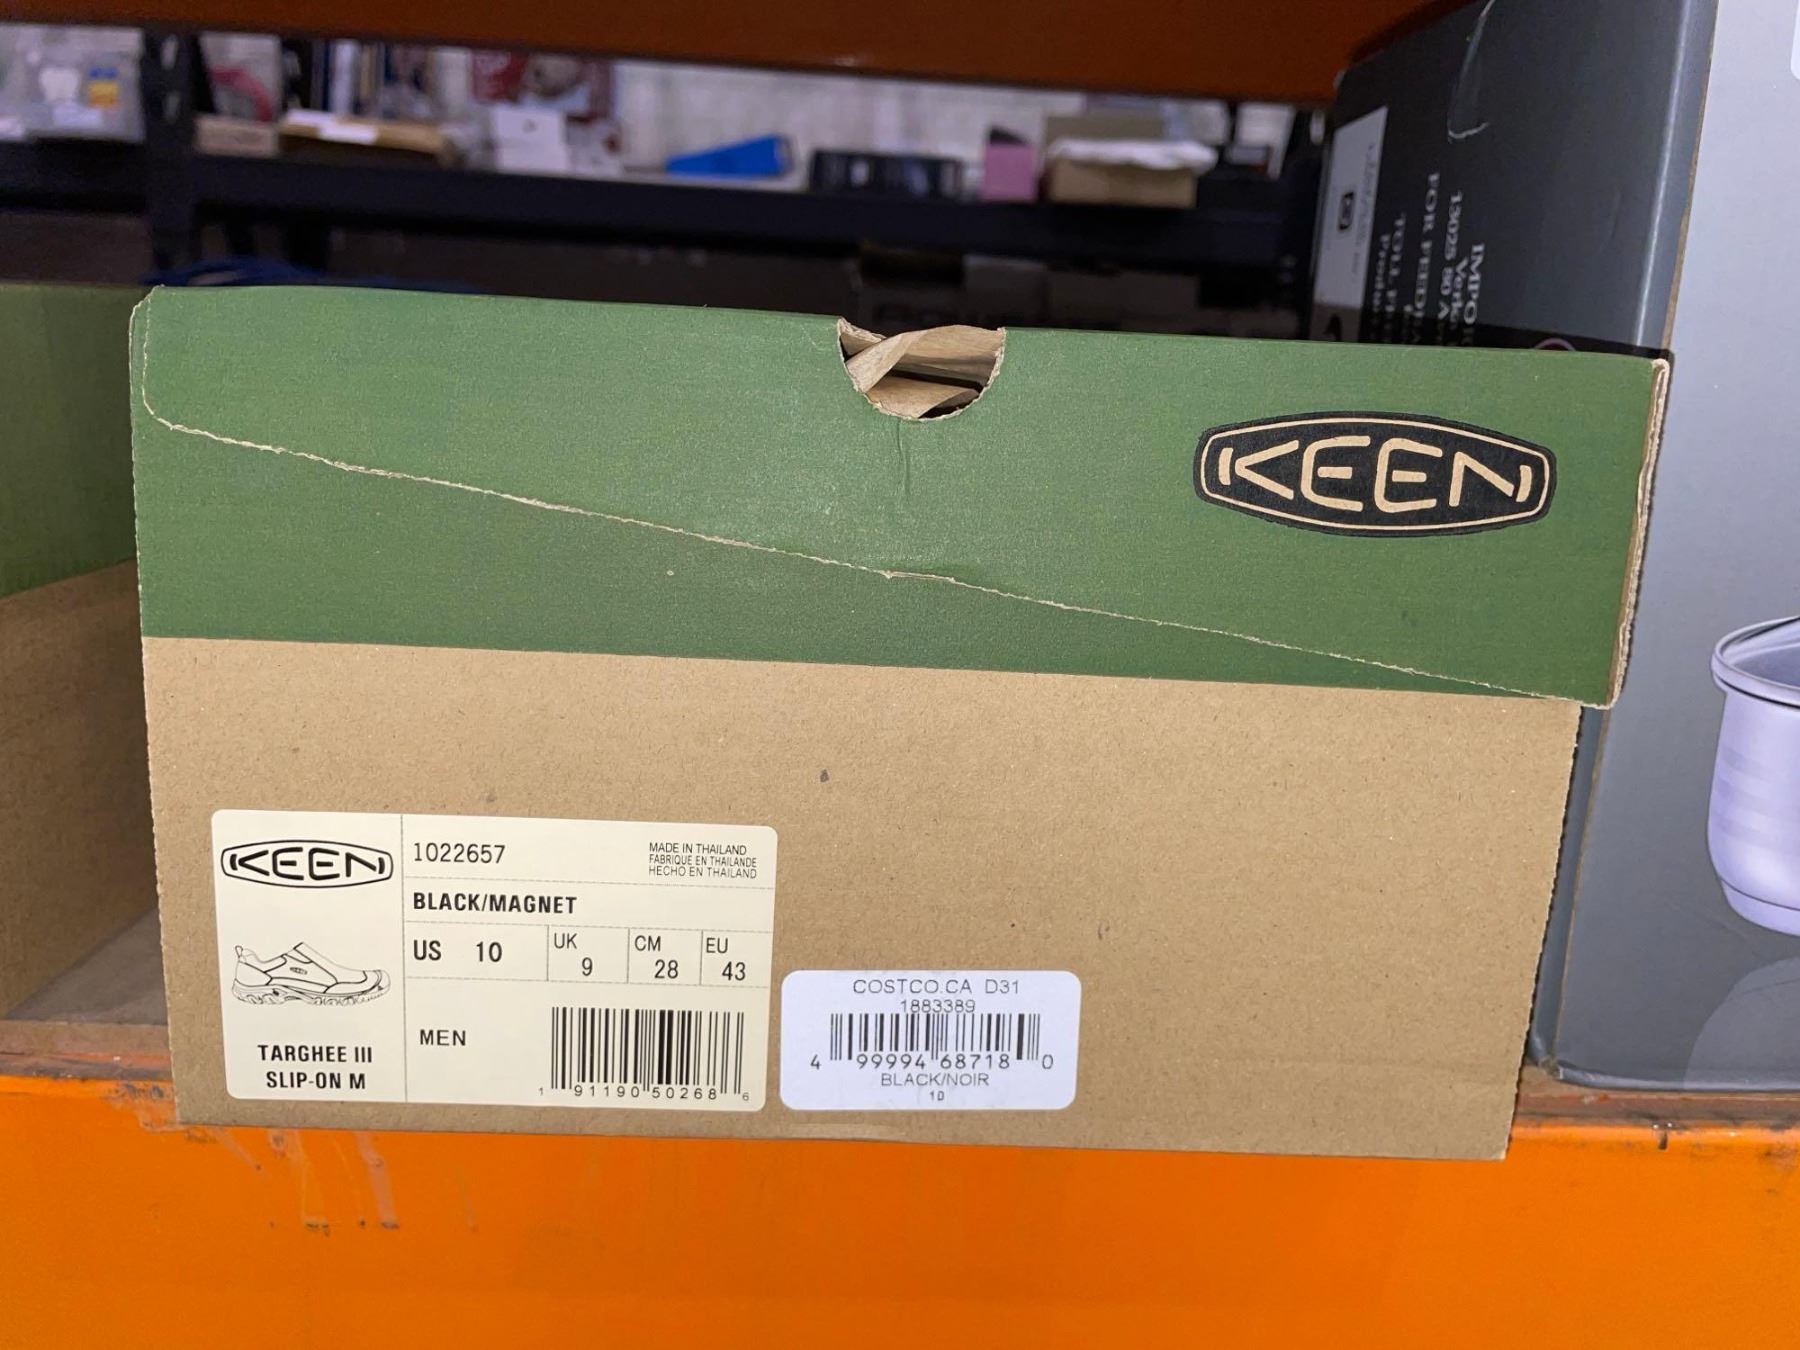 KEEN
KEEN
1022657
MADE IN THAILAND
FABRIQUE EN THAILANDE
HECHO EN THAILAND
BLACK/MAGNET
US 10
UK 9
CM 28
EU 43
MEN
TARGHEE III
SLIP-ON M
1 91190 50268 6
COSTCO.CA D31
1883389
4 99994 68718 0
BLACK/NOIR
10